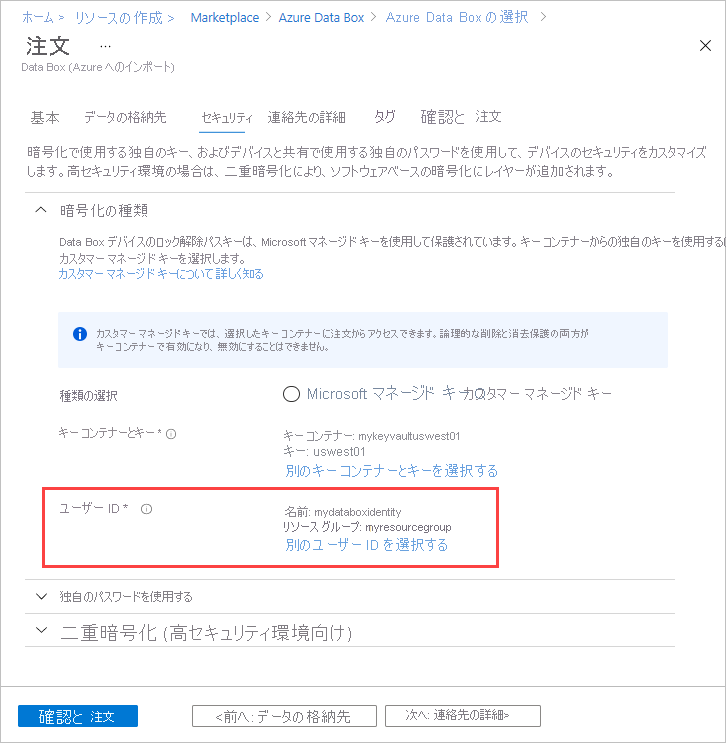 ホーム > リソースの作成 > Marketplace > Azure Data Box > Azure Data Box の選択 >
注文 ...
Data Box (Azure へのインポート)
基本 データの格納先 セキュリティ 連絡先の詳細 タグ 確認と 注文
暗号化で使用する独自のキー、およびデバイスと共有で使用する独自のパスワードを使用して、デバイスのセキュリティをカスタマイズ
します。高セキュリティ環境の場合は、二重暗号化により、ソフトウェアベースの暗号化にレイヤーが追加されます。
暗号化の種類
Data Box デバイスのロック解除パスキーは、Microsoft マネージド キーを使用して保護されています。キー コンテナーからの独自のキーを使用する
カスタマー マネージド キーを選択します。
カスタマー マネージド キーについて詳しく知る
カスタマー マネージド キーでは、選択したキー コンテナーに注文からアクセスできます。論理的な削除と消去保護の両方が
キー コンテナーで有効になり、無効にすることはできません。
種類の選択 Microsoft マネージド キー カスタマー マネージド キー
キー コンテナーとキー *
キー コンテナー: mykeyvaultuswest01
キー: uswest01
別のキー コンテナーとキーを選択する
ユーザー ID *
名前: mydataboxidentity
リソース グループ: myresourcegroup
別のユーザー ID を選択する
独自のパスワードを使用する
二重暗号化 (高セキュリティ環境向け)
確認と 注文 <前へ: データの格納先 次へ: 連絡先の詳細>